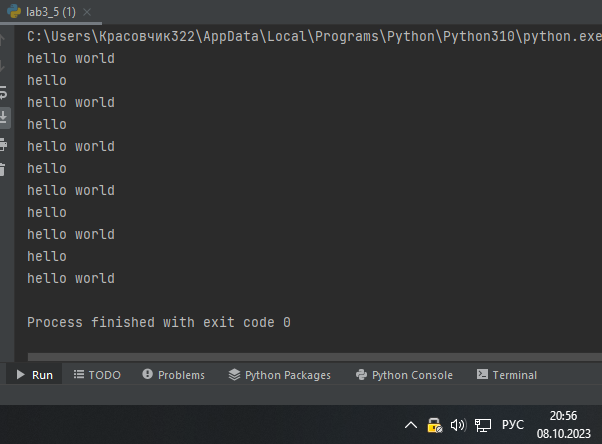 lab3_5 (1)
C:\Users\Красовчик322\AppData\Local\Programs\Python\Python310\python.exe
hello world
hello
hello world
hello
hello world
hello
hello world
hello
hello world
hello
hello world
Process finished with exit code 0
Run TODO Problems Python Packages Python Console Terminal
РУС 20:56
08.10.2023